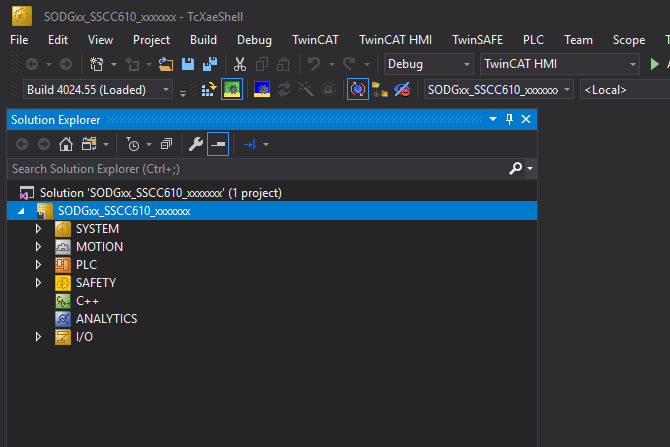 SODGxx_SSCC610_xxxxxxx - TcXaeShell
File Edit View Project Build Debug TwinCAT TwinCAT HMI TwinSAFE PLC Team Scope T
Debug TwinCAT HMI A
Build 4024.55 (Loaded) SODGxx_SSCC610_xxxxxxx <Local>
Solution Explorer
Search Solution Explorer (Ctrl+;)
Solution 'SODGxx_SSCC610_xxxxxxx' (1 project)
SODGxx_SSCC610_xxxxxxx
SYSTEM
MOTION
PLC
SAFETY
C++
ANALYTICS
I/O